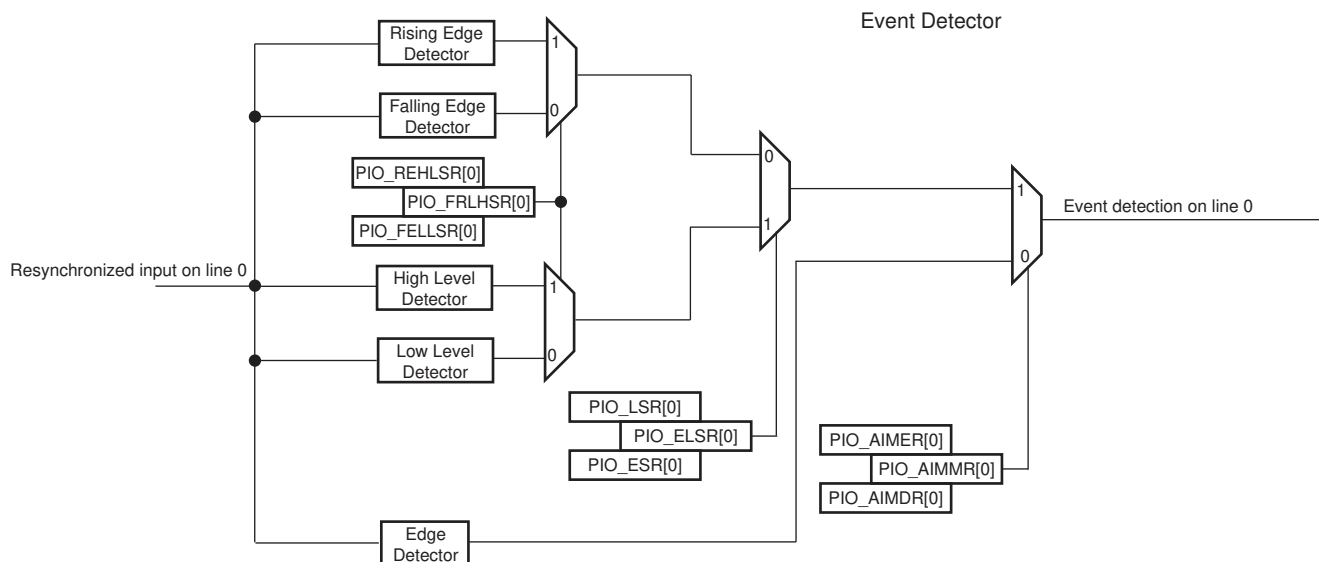 Event Detector
Rising Edge
Detector
1
Falling Edge
Detector
0
PIO_REHLSR[0]
PIO_FRLHSR[0]
PIO_FELLSR[0]
0
1
1
Event detection on line 0
0
Resynchronized input on line 0
High Level
Detector
1
Low Level
Detector
0
PIO_LSR[0]
PIO_ELSR[0]
PIO_ESR[0]
PIO_AIMER[0]
PIO_AIMMR[0]
PIO_AIMDR[0]
Edge
Detector